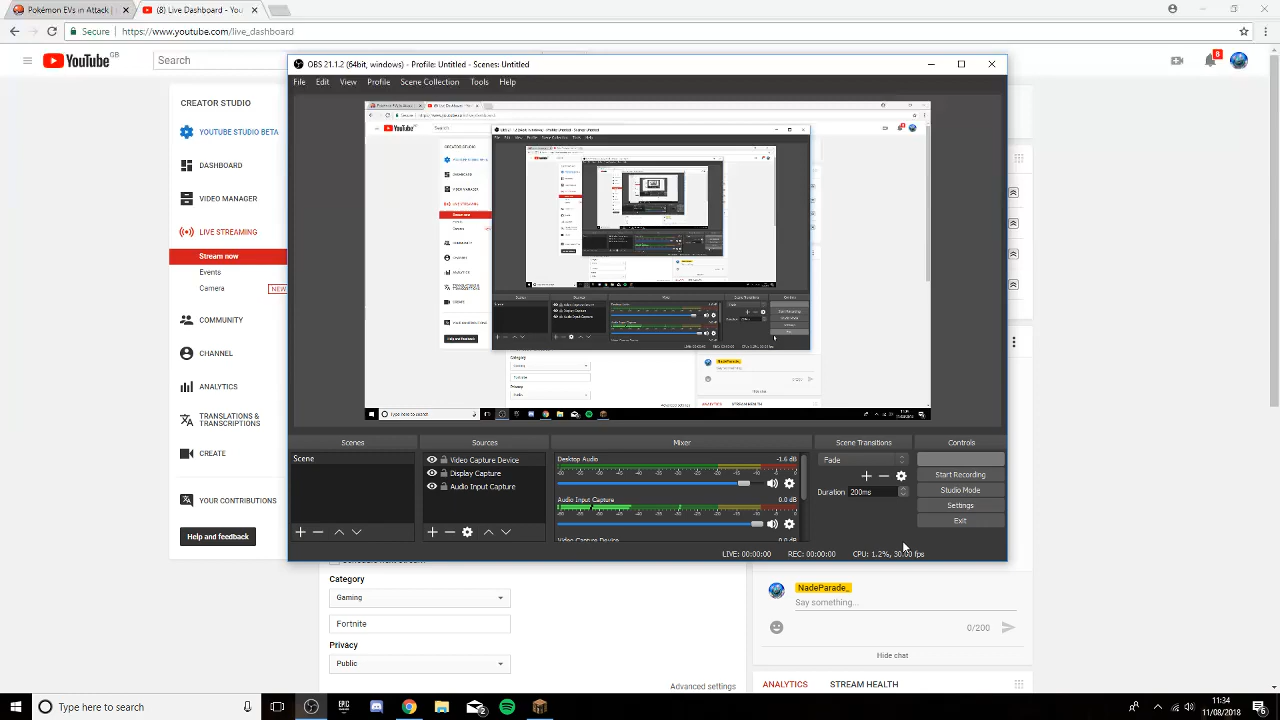 Pokémon EVs in Attack |
(8) Live Dashboard - You
Secure
https://www.youtube.com/live_dashboard
YouTube GB
Search
6
OBS 21.1.2 (64bit, windows) - Profile: Untitled - Scenes: Untitled
File Edit View Profile Scene Collection Tools Help
CREATOR STUDIO
YOUTUBE STUDIO BETA
DASHBOARD
VIDEO MANAGER
LIVE STREAMING
Stream now
Events
Camera
NEW
COMMUNITY
CHANNEL
ANALYTICS
TRANSLATIONS &
TRANSCRIPTIONS
CREATE
YOUR CONTRIBUTIONS
Help and feedback
Scenes
Scene
Sources
Video Capture Device
Display Capture
Audio Input Capture
Mixer
Desktop Audio
-1.6 dB
Audio Input Capture
0.0 dB
Video Capture Device
0.0 dB
Scene Transitions
Fade
Duration 200ms
Controls
Start Recording
Studio Mode
Settings
Exit
LIVE: 00:00:00
REC: 00:00:00
CPU: 1.2%, 30.00 fps
Category
Gaming
Fortnite
Privacy
Public
Advanced settings
NadeParade_
Say something...
0/200
Hide chat
ANALYTICS
STREAM HEALTH
Type here to search
11:34
11/08/2018